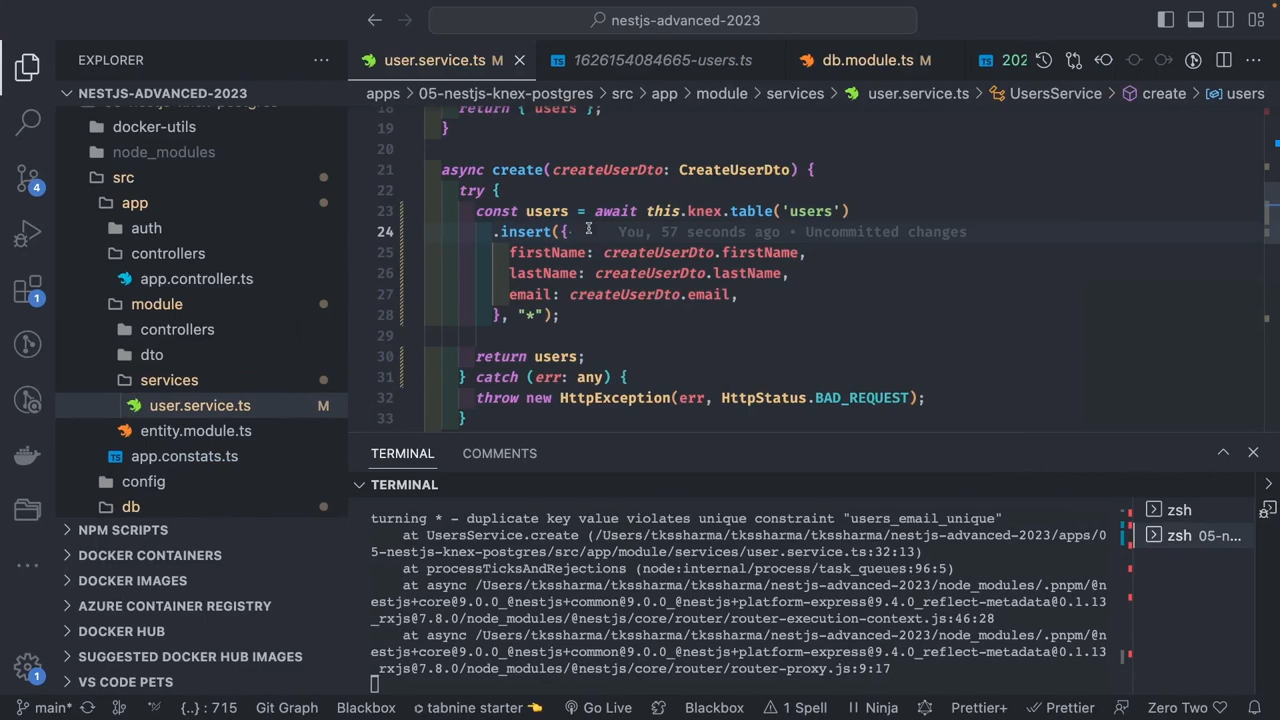 nestjs-advanced-2023
EXPLORER
user.service.ts M
1626154084665-users.ts
db.module.ts M
202
NESTJS-ADVANCED-2023
apps > 05-nestjs-knex-postgres > src > app > module > services > user.service.ts > UsersService > create > users
docker-utils
node_modules
src
app
auth
controllers
app.controller.ts
module
controllers
dto
services
user.service.ts M
entity.module.ts
app.constats.ts
config
db
NPM SCRIPTS
DOCKER CONTAINERS
DOCKER IMAGES
AZURE CONTAINER REGISTRY
DOCKER HUB
SUGGESTED DOCKER HUB IMAGES
VS CODE PETS
4
1
1
18 return { users };
19 }
20
21 async create(createUserDto: CreateUserDto) {
22 try {
23 const users = await this.knex.table('users')
24 .insert({ You, 57 seconds ago • Uncommitted changes
25 firstName: createUserDto.firstName,
26 lastName: createUserDto.lastName,
27 email: createUserDto.email,
28 }, "*");
29
30 return users;
31 } catch (err: any) {
32 throw new HttpException(err, HttpStatus.BAD_REQUEST);
33 }
TERMINAL
COMMENTS
TERMINAL
turning * - duplicate key value violates unique constraint "users_email_unique"
at UsersService.create (/Users/tkssharma/tkssharma/nestjs-advanced-2023/apps/0
5-nestjs-knex-postgres/src/app/module/services/user.service.ts:32:13)
at processTicksAndRejections (node:internal/process/task_queues:96:5)
at async /Users/tkssharma/tkssharma/nestjs-advanced-2023/node_modules/.pnpm/@n
estjs+core@9.0.0_@nestjs+common@9.0.0_@nestjs+platform-express@9.4.0_reflect-metadata@0.1.13
_rxjs@7.8.0/node_modules/@nestjs/core/router/router-execution-context.js:46:28
at async /Users/tkssharma/tkssharma/nestjs-advanced-2023/node_modules/.pnpm/@n
estjs+core@9.0.0_@nestjs+common@9.0.0_@nestjs+platform-express@9.4.0_reflect-metadata@0.1.13
_rxjs@7.8.0/node_modules/@nestjs/core/router/router-proxy.js:9:17
zsh
zsh 05-n...
main* {..} : 715 Git Graph Blackbox tabnine starter Go Live Blackbox 1 Spell Ninja Prettier+ Prettier Zero Two